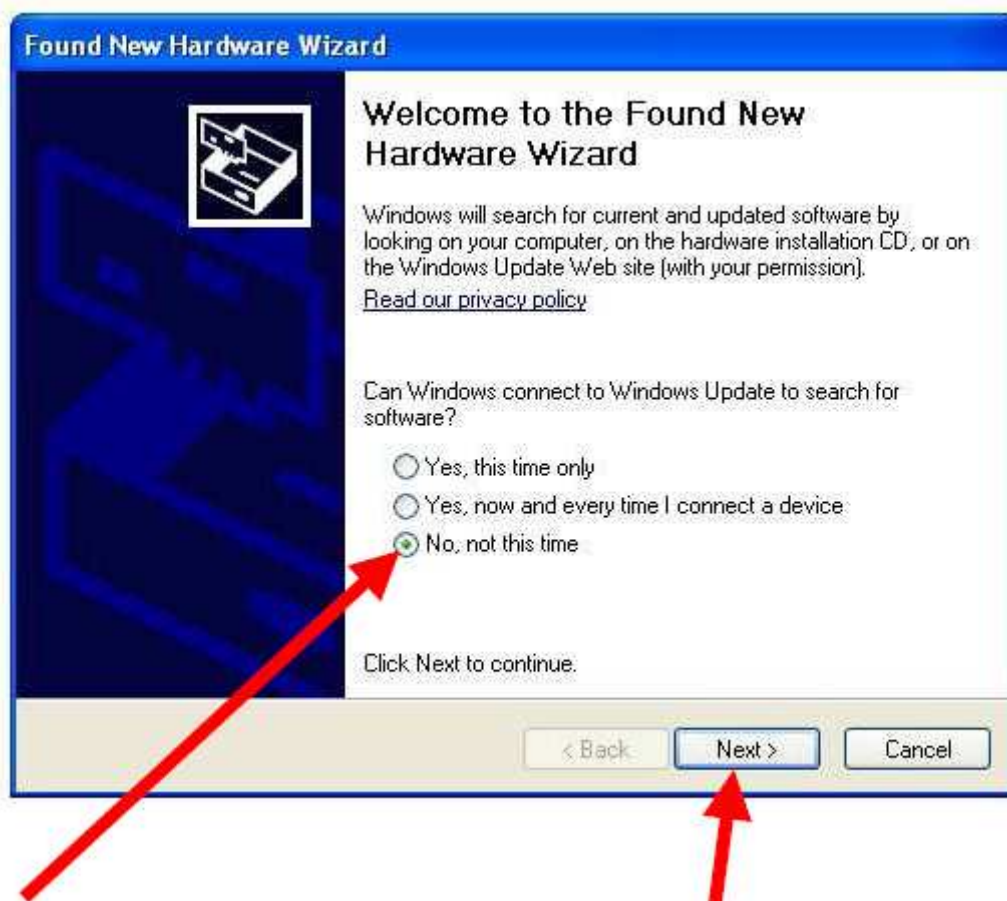 Found New Hardware Wizard
Welcome to the Found New
Hardware Wizard
Windows will search for current and updated software by
looking on your computer, on the hardware installation CD, or on
the Windows Update Web site (with your permission).
Read our privacy policy
Can Windows connect to Windows Update to search for
software?
Yes, this time only
Yes, now and every time I connect a device
No, not this time
Click Next to continue.
< Back Next > Cancel